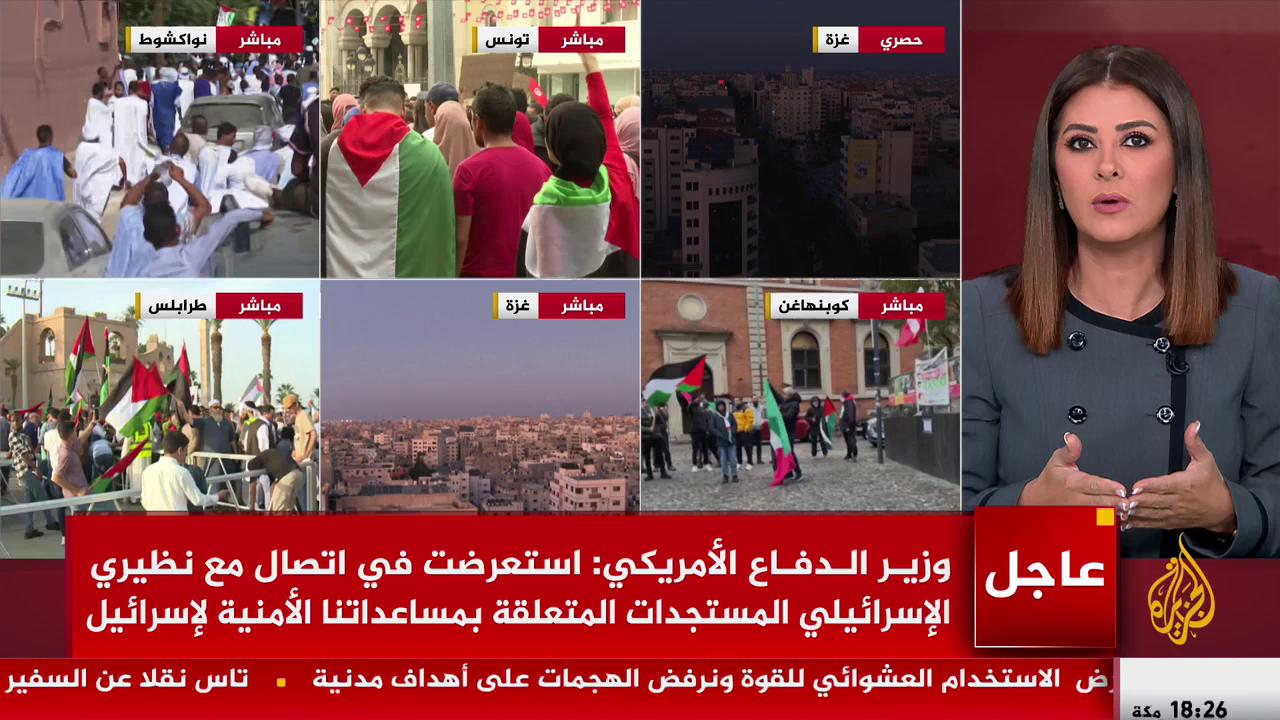 حصري غزة
مباشر تونس
مباشر نواكشوط
مباشر كوبنهاغن
مباشر غزة
مباشر طرابلس
عاجل
وزير الدفاع الأمريكي: استعرضت في اتصال مع نظيري
الإسرائيلي المستجدات المتعلقة بمساعداتنا الأمنية لإسرائيل
الجزيرة
الاستخدام العشوائي للقوة ونرفض الهجمات على أهداف مدنية ▪ تاس نقلا عن السفير
18:26 مكة